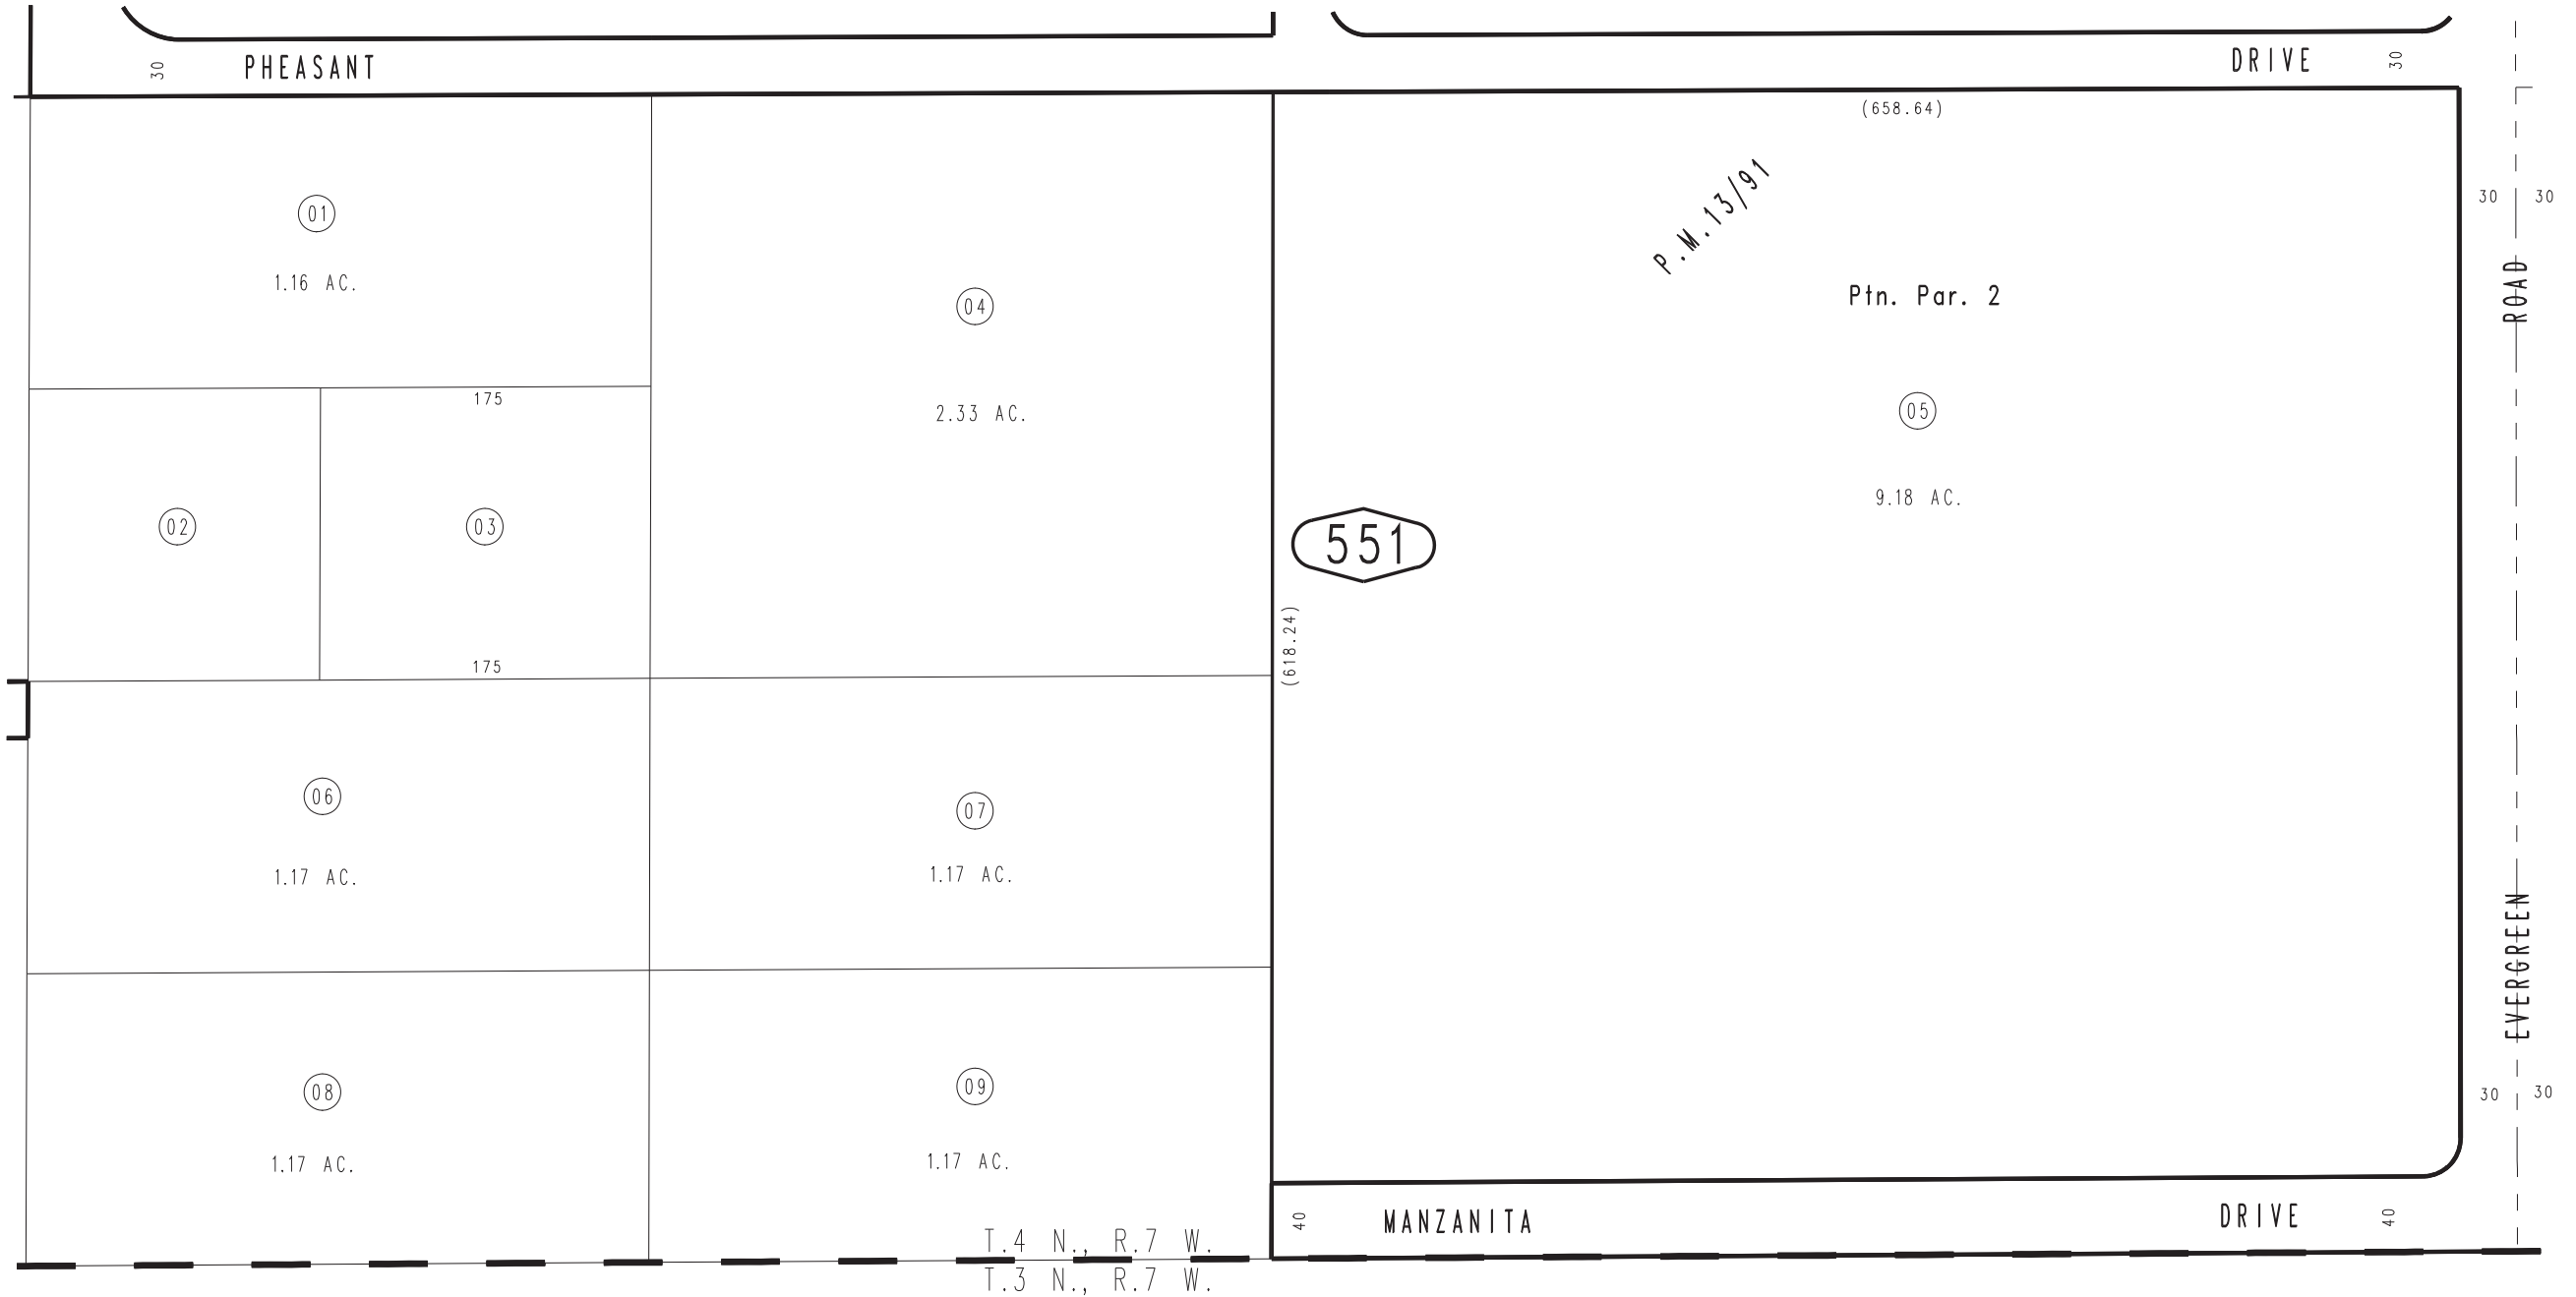 30 PHEASANT DRIVE 30
(658.64)
P.M.13/91
30 30
01
1.16 AC.
04
Ptn. Par. 2
ROAD
175
2.33 AC.
05
9.18 AC.
02
03
551
(618.24)
175
06
07
1.17 AC.
1.17 AC.
EVERGREEN
08
09
30 30
1.17 AC.
1.17 AC.
40 MANZANITA DRIVE 40
T.4 N., R.7 W.
T.3 N., R.7 W.